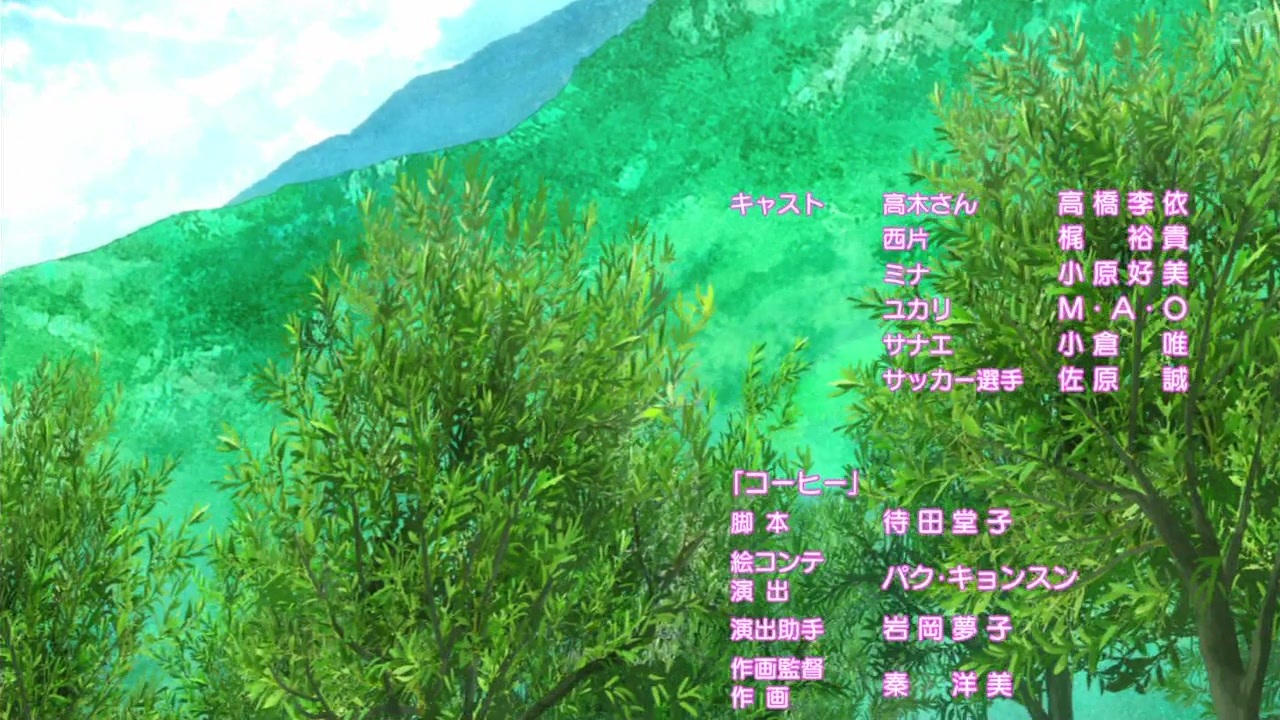 キャスト 高木さん 高橋李依
西片 梶 裕貴
ミナ 小原好美
ユカリ M・A・O
サナエ 小倉 唯
サッカー選手 佐原 誠
「コーヒー」
脚本 待田堂子
絵コンテ
演出 パク・キョンスン
演出助手 岩岡夢子
作画監督
作画 秦 洋美